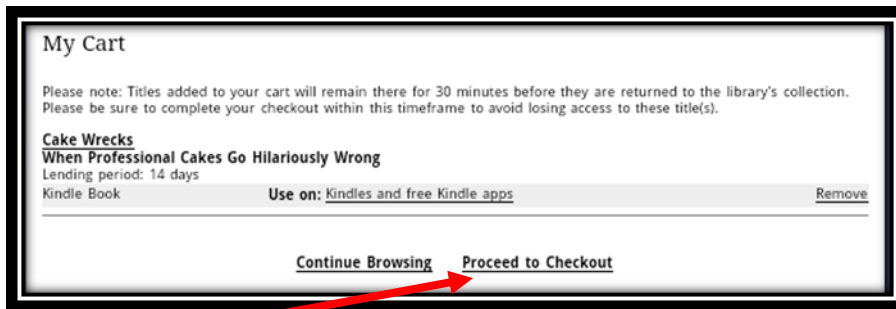 My Cart
Please note: Titles added to your cart will remain there for 30 minutes before they are returned to the library's collection.
Please be sure to complete your checkout within this timeframe to avoid losing access to these title(s).
Cake Wrecks
When Professional Cakes Go Hilariously Wrong
Lending period: 14 days
Kindle Book Use on: Kindles and free Kindle apps Remove
Continue Browsing Proceed to Checkout